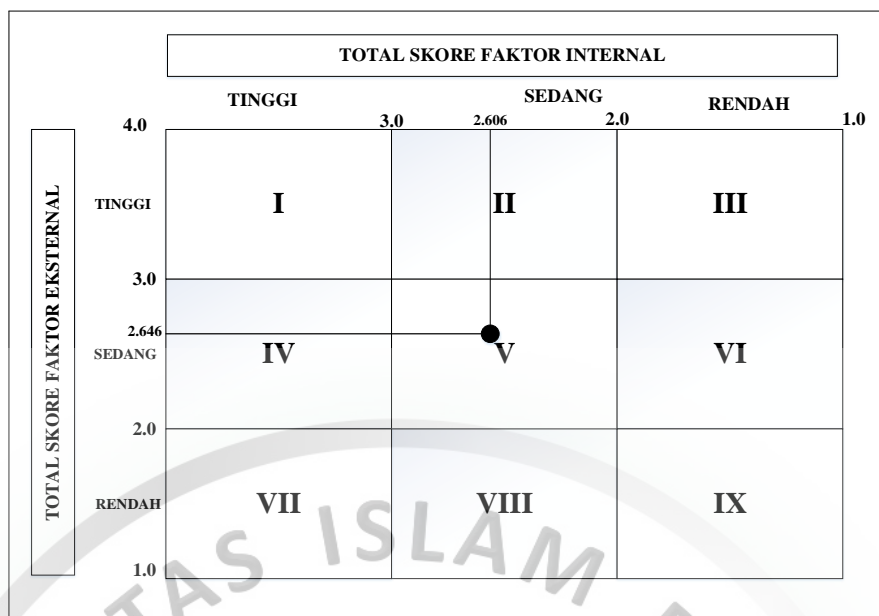 TOTAL SKORE FAKTOR INTERNAL
TINGGI SEDANG RENDAH
4.0 3.0 2.606 2.0 1.0
TOTAL SKORE FAKTOR EKSTERNAL
TINGGI I II III
3.0
2.646
SEDANG IV V VI
2.0
RENDAH VII VIII IX
1.0
TAS ISLAM